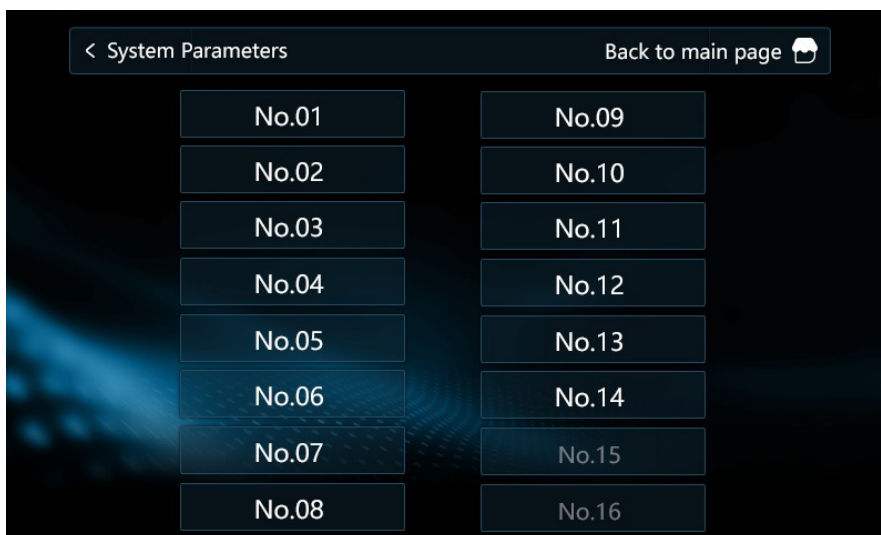 < System Parameters
Back to main page
No.01
No.02
No.03
No.04
No.05
No.06
No.07
No.08
No.09
No.10
No.11
No.12
No.13
No.14
No.15
No.16